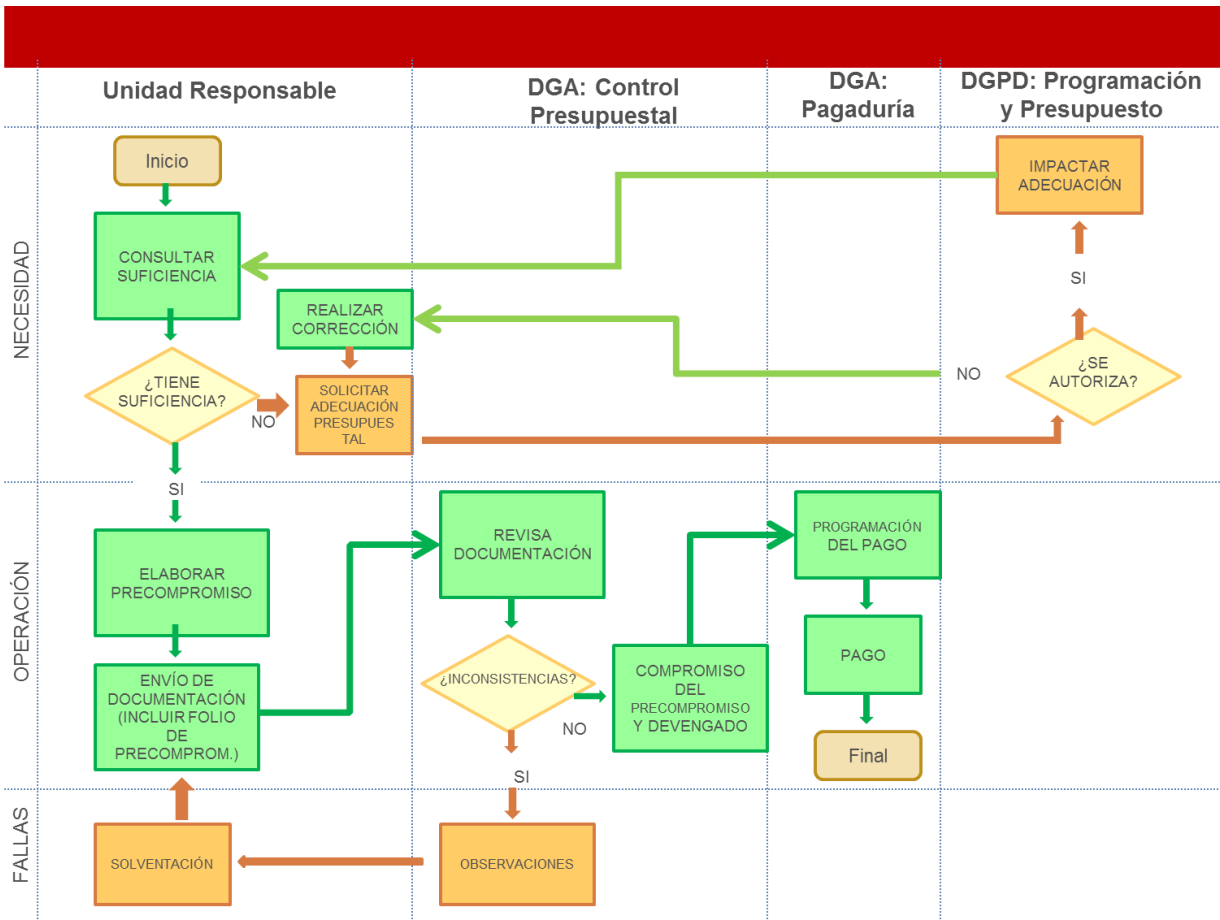 Unidad Responsable
DGA: Control
Presupuestal
DGA:
Pagaduría
DGPD: Programación
y Presupuesto
NECESIDAD
Inicio
IMPACTAR
ADECUACIÓN
CONSULTAR
SUFICIENCIA
SI
REALIZAR
CORRECCIÓN
¿TIENE
SUFICIENCIA?
NO
SOLICITAR
ADECUACIÓN
PRESUPUES
TAL
NO
¿SE
AUTORIZA?
SI
OPERACIÓN
ELABORAR
PRECOMPROMISO
REVISA
DOCUMENTACIÓN
PROGRAMACIÓN
DEL PAGO
ENVÍO DE
DOCUMENTACIÓN
(INCLUIR FOLIO
DE
PRECOMPROM.)
¿INCONSISTENCIAS?
NO
COMPROMISO
DEL
PRECOMPROMISO
Y DEVENGADO
PAGO
Final
SI
FALLAS
SOLVENTACIÓN
OBSERVACIONES